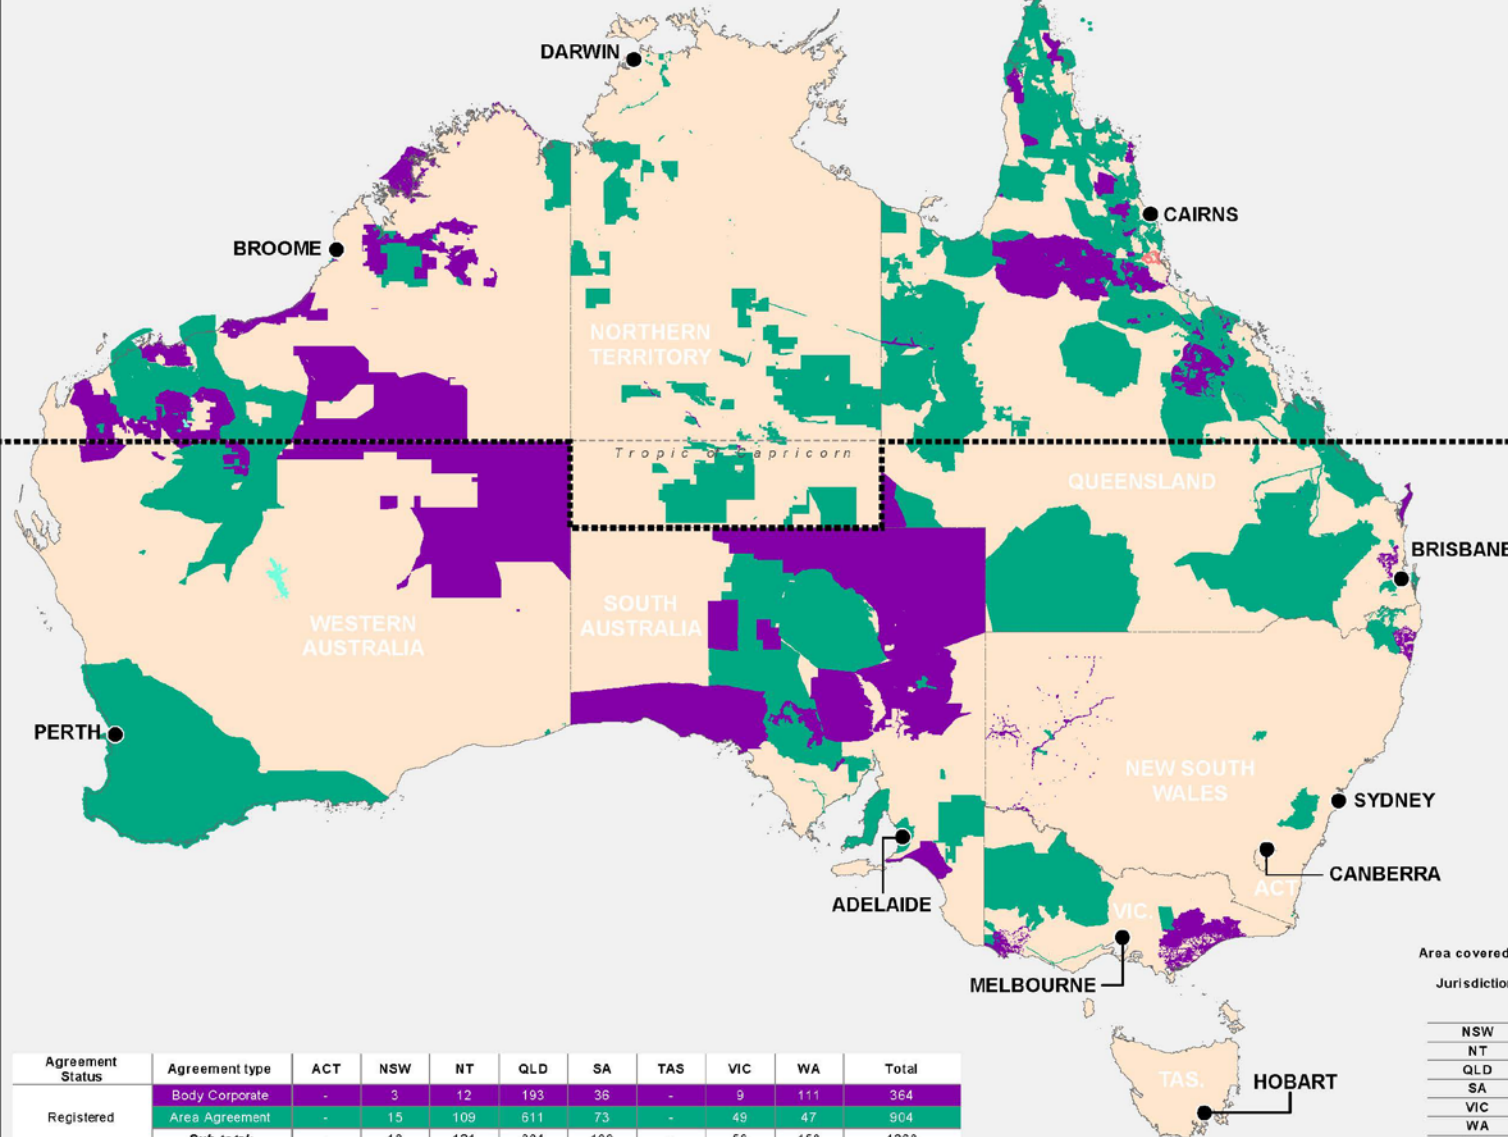 DARWIN
CAIRNS
BROOME
NORTHERN
TERRITORY
Tropic of Capricorn
QUEENSLAND
BRISBANE
SOUTH
AUSTRALIA
WESTERN
AUSTRALIA
PERTH
NEW SOUTH
WALES
SYDNEY
CANBERRA
ACT
ADELAIDE
VIC.
MELBOURNE
Area covered
Jurisdiction
NSW
NT
QLD
SA
VIC
WA
TAS.
HOBART
Agreement Status Agreement type ACT NSW NT QLD SA TAS VIC WA Total
Registered
Body Corporate - 3 12 193 36 - 9 111 364
Area Agreement - 15 109 611 73 - 49 47 904